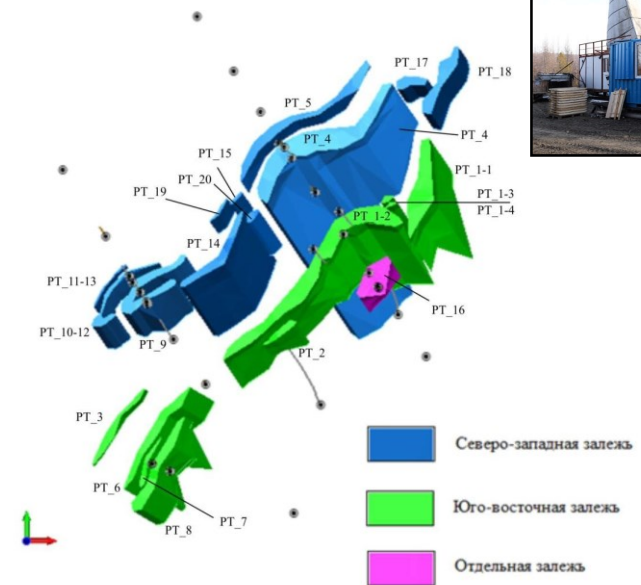 PT_17
PT_18
PT_5
PT_4
PT_4
PT_15
PT_1-1
PT_20
PT_1-3
PT_19
PT_1-4
PT_1-2
PT_14
PT_11-13
PT_16
PT_10-12
PT_9
PT_2
PT_3
Северо-западная залежь
PT_6
PT_7
Юго-восточная залежь
PT_8
Отдельная залежь